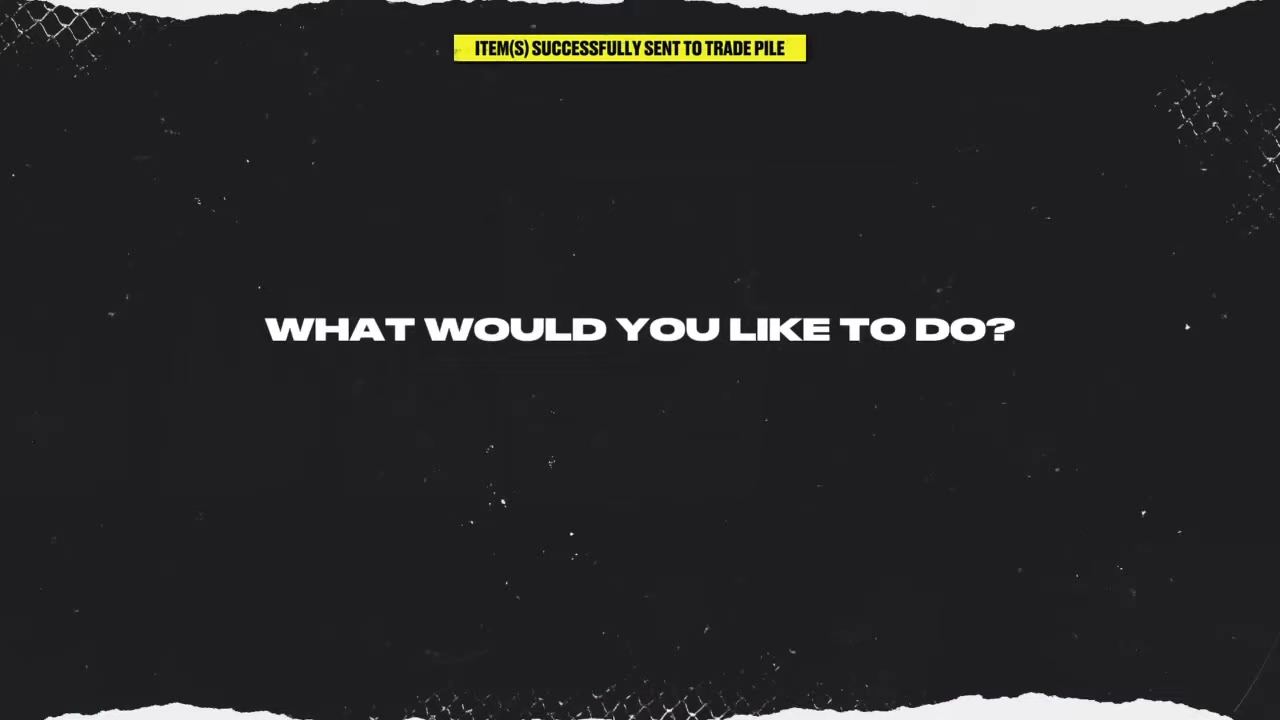 ITEM(S) SUCCESSFULLY SENT TO TRADE PILE
WHAT WOULD YOU LIKE TO DO?